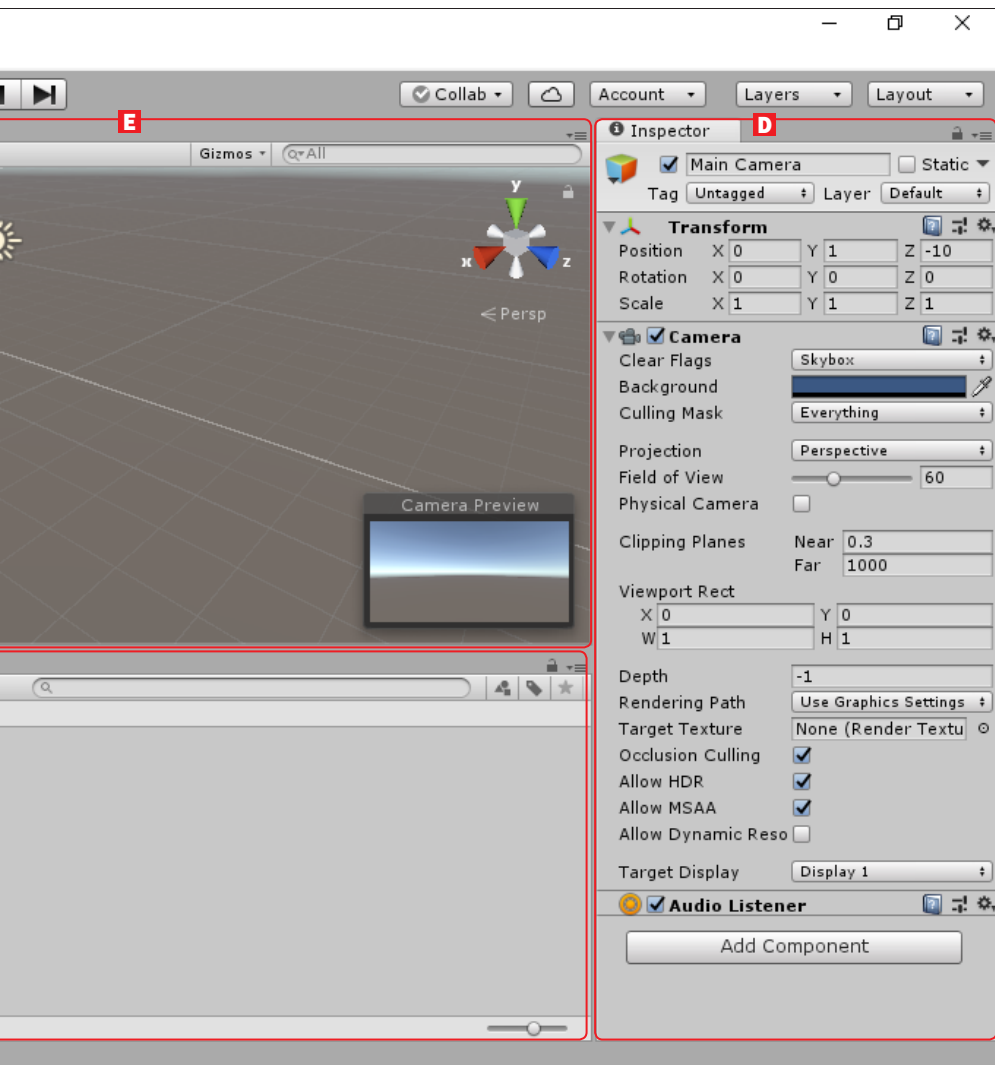 Collab
Account
Layers
Layout
E
D
Inspector
Gizmos
All
Main Camera
Static
Tag Untagged Layer Default
y
x
z
Persp
Transform
Position X 0 Y 1 Z -10
Rotation X 0 Y 0 Z 0
Scale X 1 Y 1 Z 1
Camera
Clear Flags Skybox
Background
Culling Mask Everything
Projection Perspective
Field of View 60
Physical Camera
Camera Preview
Clipping Planes Near 0.3
Far 1000
Viewport Rect
X 0 Y 0
W 1 H 1
Depth -1
Rendering Path Use Graphics Settings
Target Texture None (Render Textu
Occlusion Culling
Allow HDR
Allow MSAA
Allow Dynamic Reso
Target Display Display 1
Audio Listener
Add Component